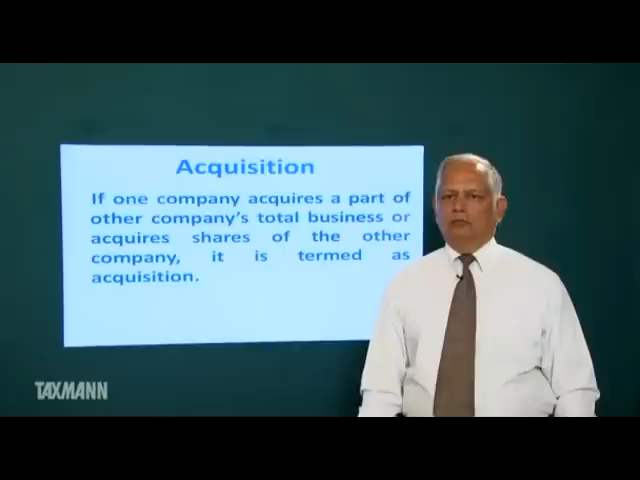 Acquisition
If one company acquires a part of
other company's total business or
acquires shares of the other
company, it is termed as
acquisition.
TAXMANN